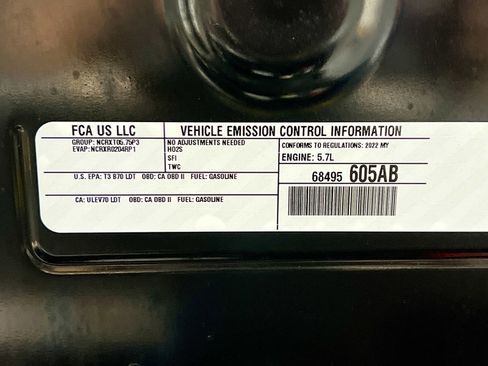 FCA US LLC
GROUP: NCRXT05.75P3
EVAP: NCRXR0204RP1
VEHICLE EMISSION CONTROL INFORMATION
NO ADJUSTMENTS NEEDED
HO2S
SFI
TWC
CONFORMS TO REGULATIONS: 2022 MY
ENGINE: 5.7L
68495 605AB
U.S. EPA: T3 B70 LDT OBD: CA OBD II FUEL: GASOLINE
CA: ULEV70 LDT OBD: CA OBD II FUEL: GASOLINE